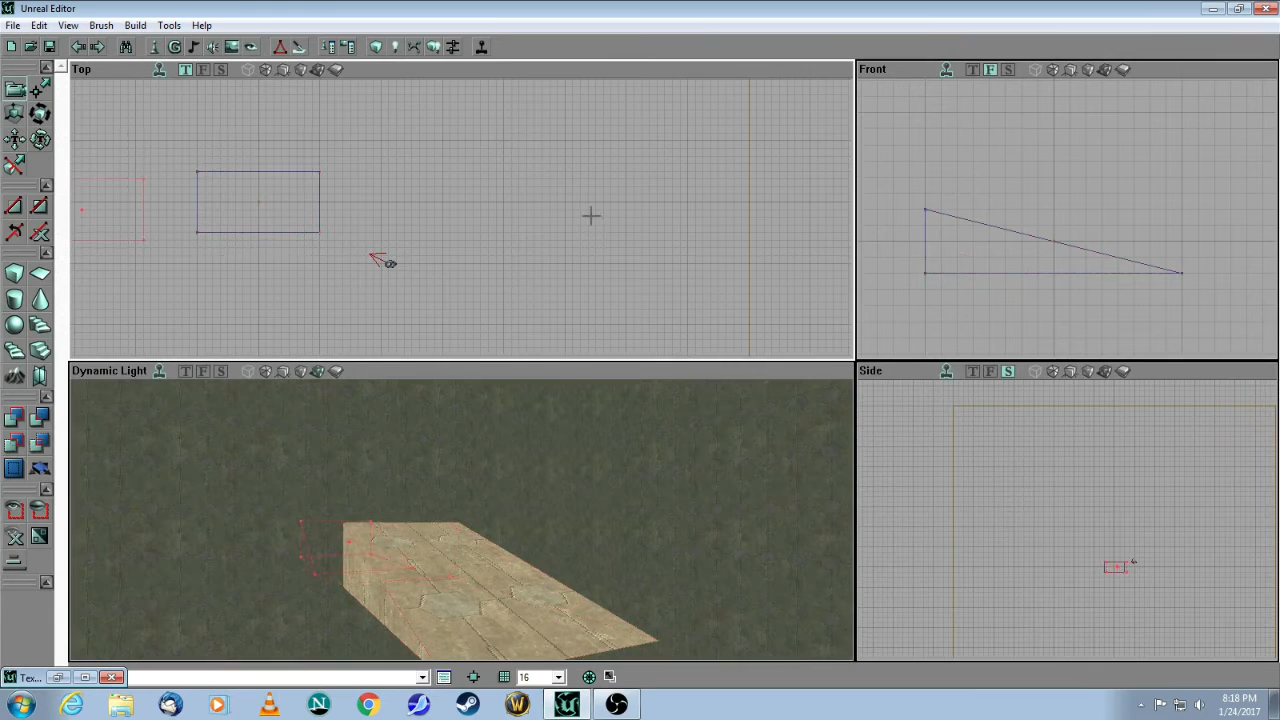 Unreal Editor
File Edit View Brush Build Tools Help
Top T F S
Front T F S
Dynamic Light T F S
Side T F S
Tex... 16
8:18 PM
1/24/2017